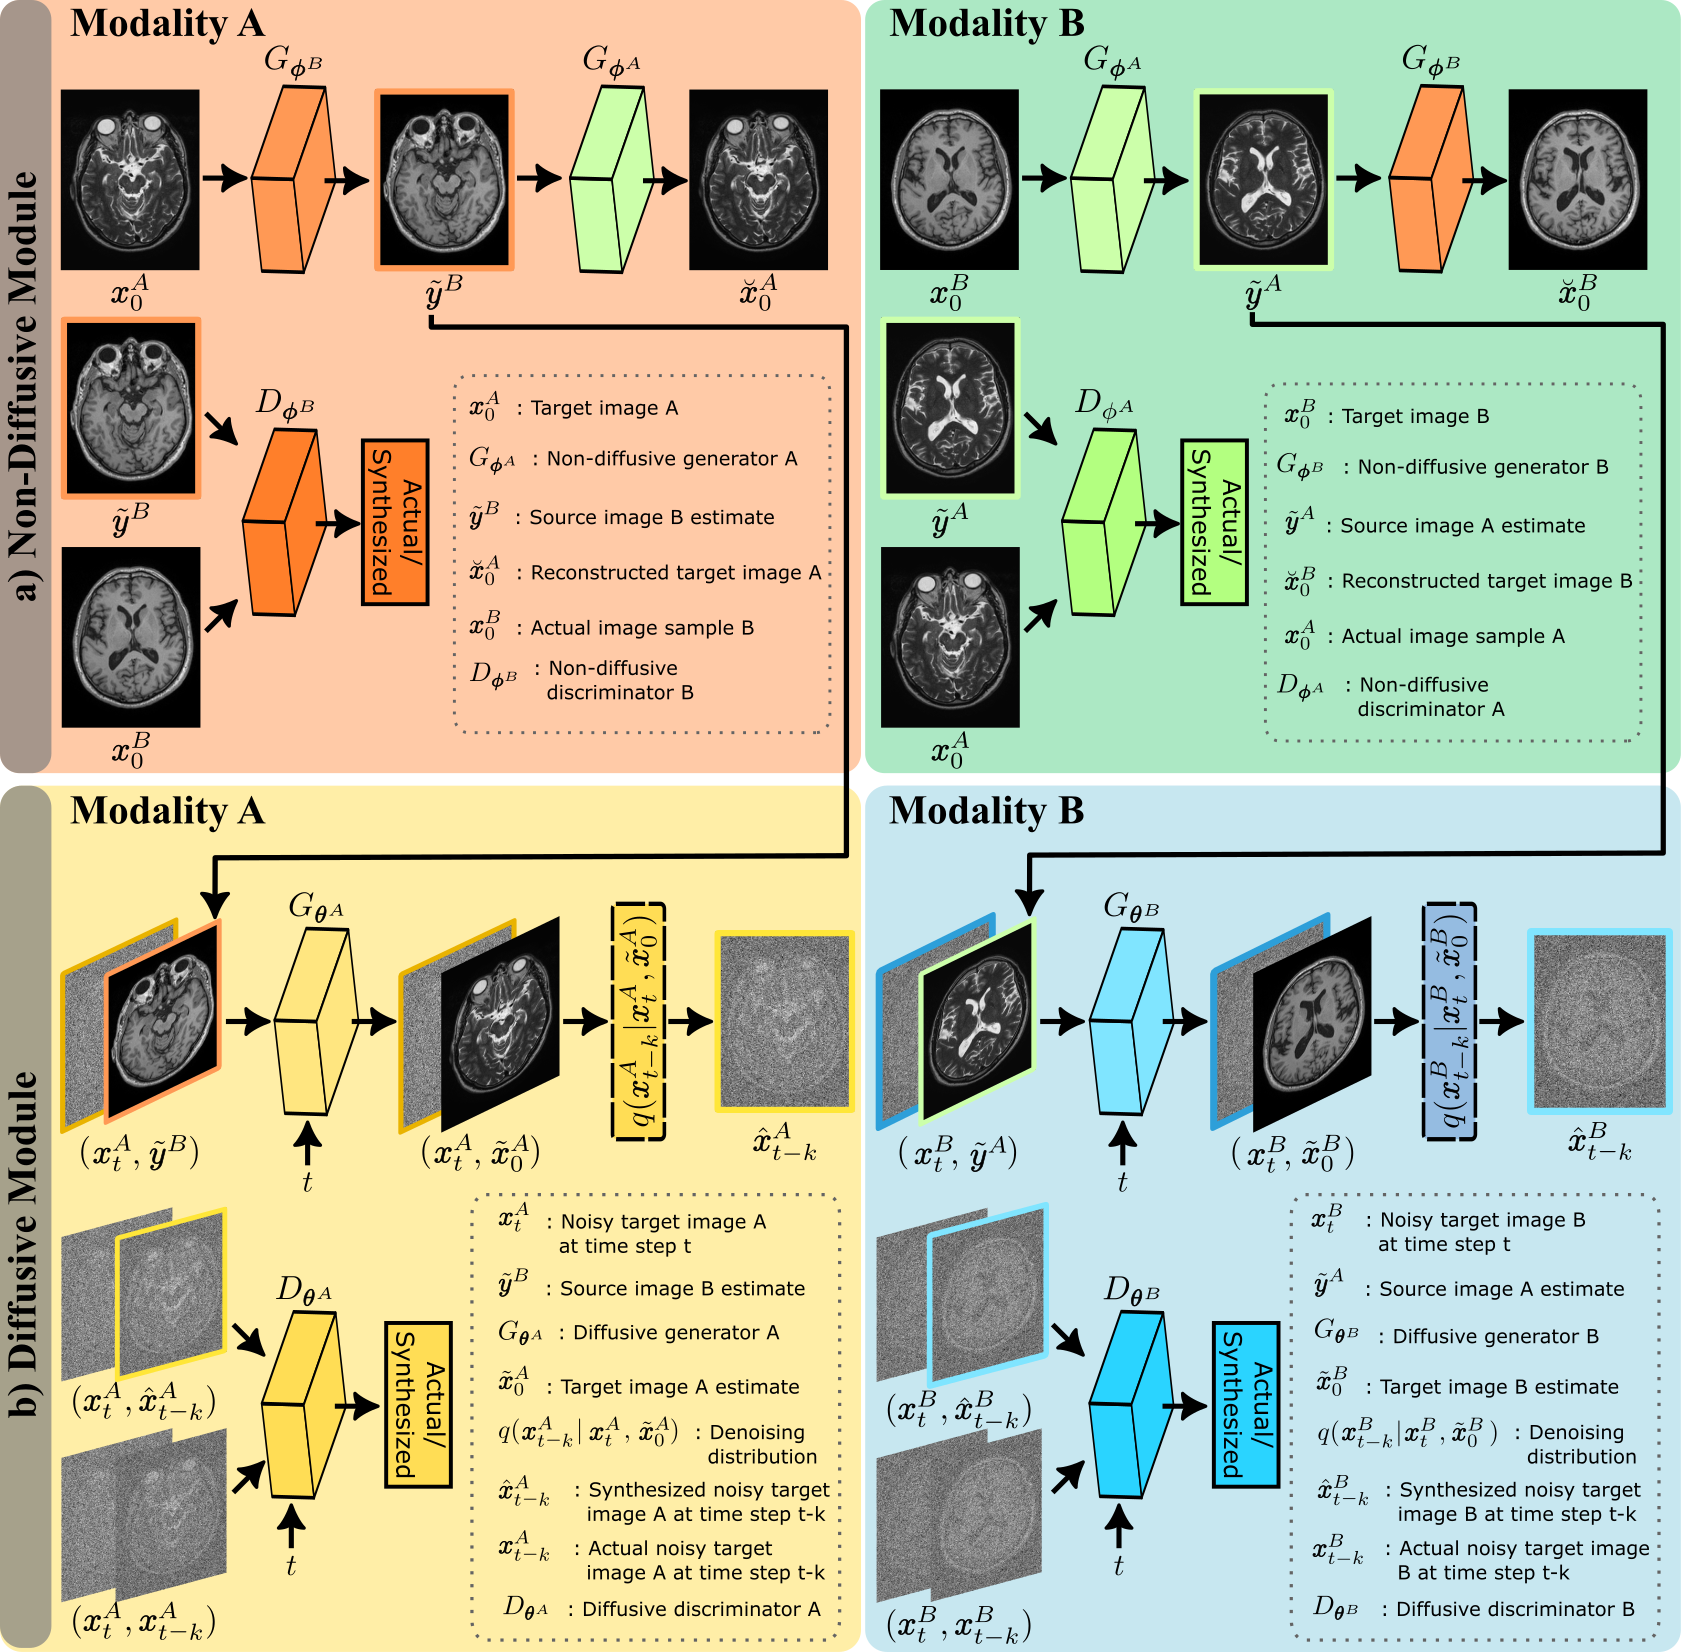 a) Non-Diffusive Module
Modality A
G_{ϕ^B}
G_{ϕ^A}
x_0^A
ỹ^B
x̆_0^A
ỹ^B
D_{ϕ^B}
Actual/
Synthesized
x_0^B
x_0^A : Target image A
G_{ϕ^A} : Non-diffusive generator A
ỹ^B : Source image B estimate
x̆_0^A : Reconstructed target image A
x_0^B : Actual image sample B
D_{ϕ^B} : Non-diffusive
discriminator B
Modality B
G_{ϕ^A}
G_{ϕ^B}
x_0^B
ỹ^A
x̆_0^B
ỹ^A
D_{ϕ^A}
Actual/
Synthesized
x_0^A
x_0^B : Target image B
G_{ϕ^B} : Non-diffusive generator B
ỹ^A : Source image A estimate
x̆_0^B : Reconstructed target image B
x_0^A : Actual image sample A
D_{ϕ^A} : Non-diffusive
discriminator A
b) Diffusive Module
Modality A
G_{θ^A}
q(x_{t-k}^A|x_t^A, x̃_0^A)
(x_t^A, ỹ^B)
t
(x_t^A, x̃_0^A)
x̂_{t-k}^A
D_{θ^A}
Actual/
Synthesized
(x_t^A, x̂_{t-k}^A)
t
(x_t^A, x_{t-k}^A)
x_t^A : Noisy target image A
at time step t
ỹ^B : Source image B estimate
G_{θ^A} : Diffusive generator A
x̃_0^A : Target image A estimate
q(x_{t-k}^A| x_t^A, x̃_0^A) : Denoising
distribution
x̂_{t-k}^A : Synthesized noisy target
image A at time step t-k
x_{t-k}^A : Actual noisy target
image A at time step t-k
D_{θ^A} : Diffusive discriminator A
Modality B
G_{θ^B}
q(x_{t-k}^B|x_t^B, x̃_0^B)
(x_t^B, ỹ^A)
t
(x_t^B, x̃_0^B)
x̂_{t-k}^B
D_{θ^B}
Actual/
Synthesized
(x_t^B, x̂_{t-k}^B)
t
(x_t^B, x_{t-k}^B)
x_t^B : Noisy target image B
at time step t
ỹ^A : Source image A estimate
G_{θ^B} : Diffusive generator B
x̃_0^B : Target image B estimate
q(x_{t-k}^B|x_t^B, x̃_0^B) : Denoising
distribution
x̂_{t-k}^B : Synthesized noisy target
image B at time step t-k
x_{t-k}^B : Actual noisy target image
B at time step t-k
D_{θ^B} : Diffusive discriminator B